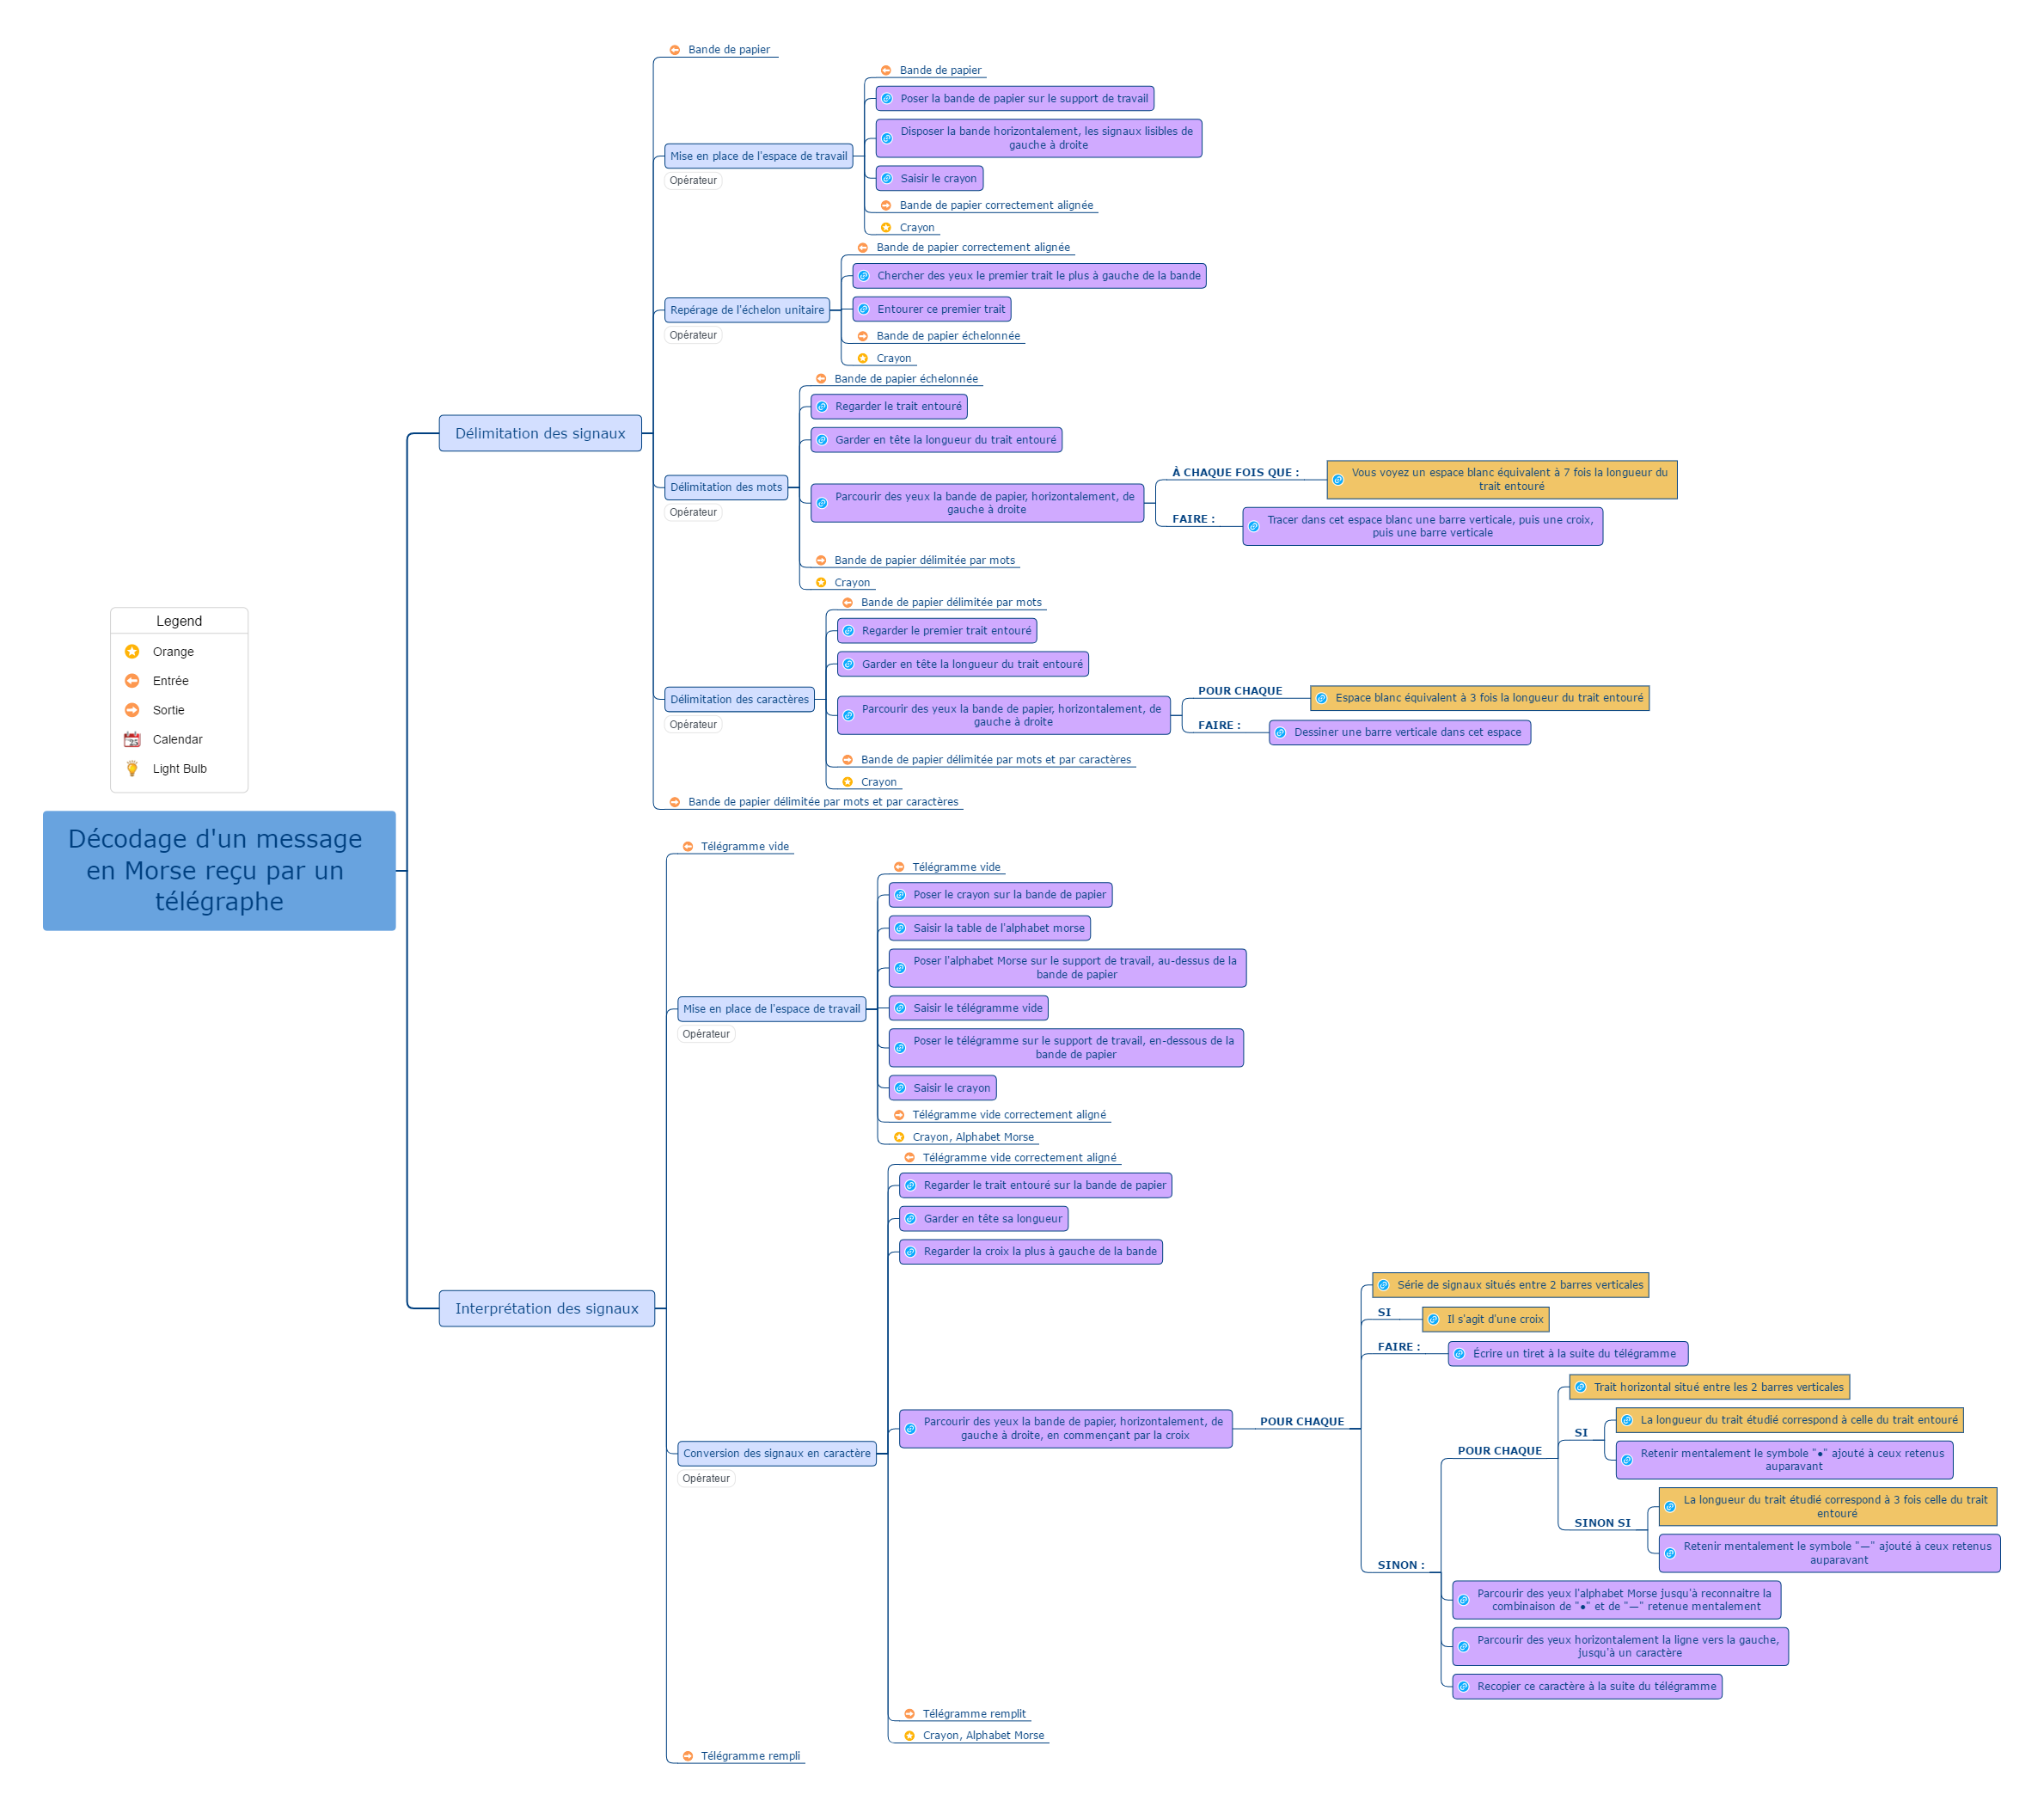 Bande de papier
Bande de papier
Poser la bande de papier sur le support de travail
Disposer la bande horizontalement, les signaux lisibles de
gauche à droite
Mise en place de l'espace de travail
Opérateur
Saisir le crayon
Bande de papier correctement alignée
Crayon
Bande de papier correctement alignée
Chercher des yeux le premier trait le plus à gauche de la bande
Repérage de l'échelon unitaire
Opérateur
Entourer ce premier trait
Bande de papier échelonnée
Crayon
Délimitation des signaux
Bande de papier échelonnée
Regarder le trait entouré
Garder en tête la longueur du trait entouré
Délimitation des mots
Opérateur
Parcourir des yeux la bande de papier, horizontalement, de
gauche à droite
À CHAQUE FOIS QUE :
Vous voyez un espace blanc équivalent à 7 fois la longueur du
trait entouré
FAIRE :
Tracer dans cet espace blanc une barre verticale, puis une croix,
puis une barre verticale
Bande de papier délimitée par mots
Crayon
Bande de papier délimitée par mots
Regarder le premier trait entouré
Garder en tête la longueur du trait entouré
Délimitation des caractères
Opérateur
Parcourir des yeux la bande de papier, horizontalement, de
gauche à droite
POUR CHAQUE
Espace blanc équivalent à 3 fois la longueur du trait entouré
FAIRE :
Dessiner une barre verticale dans cet espace
Bande de papier délimitée par mots et par caractères
Crayon
Bande de papier délimitée par mots et par caractères
Legend
Orange
Entrée
Sortie
Calendar
Light Bulb
Décodage d'un message
en Morse reçu par un
télégraphe
Télégramme vide
Télégramme vide
Poser le crayon sur la bande de papier
Saisir la table de l'alphabet morse
Poser l'alphabet Morse sur le support de travail, au-dessus de la
bande de papier
Mise en place de l'espace de travail
Opérateur
Saisir le télégramme vide
Poser le télégramme sur le support de travail, en-dessous de la
bande de papier
Saisir le crayon
Télégramme vide correctement aligné
Crayon, Alphabet Morse
Interprétation des signaux
Télégramme vide correctement aligné
Regarder le trait entouré sur la bande de papier
Garder en tête sa longueur
Regarder la croix la plus à gauche de la bande
Conversion des signaux en caractère
Opérateur
Parcourir des yeux la bande de papier, horizontalement, de
gauche à droite, en commençant par la croix
POUR CHAQUE
Série de signaux situés entre 2 barres verticales
SI
Il s'agit d'une croix
FAIRE :
Écrire un tiret à la suite du télégramme
SINON :
POUR CHAQUE
Trait horizontal situé entre les 2 barres verticales
SI
La longueur du trait étudié correspond à celle du trait entouré
Retenir mentalement le symbole "•" ajouté à ceux retenus
auparavant
SINON SI
La longueur du trait étudié correspond à 3 fois celle du trait
entouré
Retenir mentalement le symbole "—" ajouté à ceux retenus
auparavant
Parcourir des yeux l'alphabet Morse jusqu'à reconnaitre la
combinaison de "•" et de "—" retenue mentalement
Parcourir des yeux horizontalement la ligne vers la gauche,
jusqu'à un caractère
Recopier ce caractère à la suite du télégramme
Télégramme remplit
Crayon, Alphabet Morse
Télégramme rempli